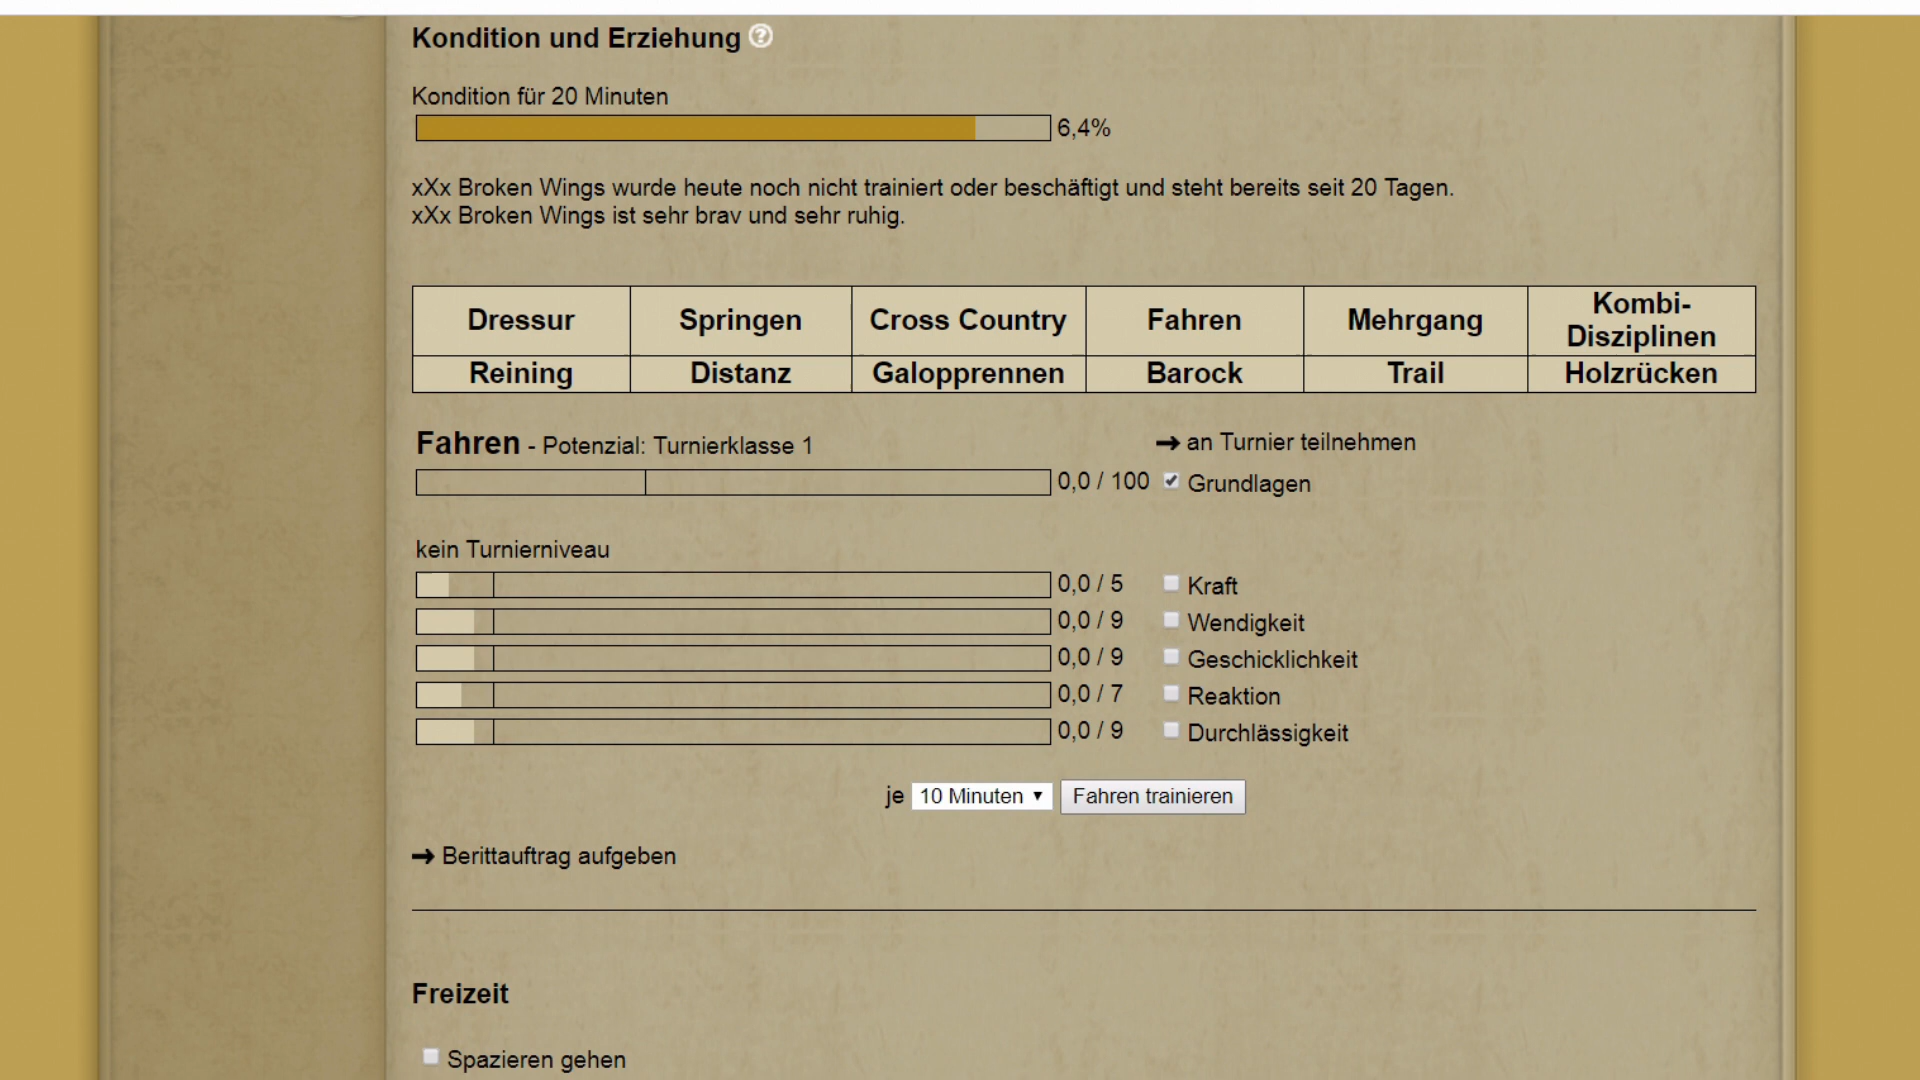 Kondition und Erziehung ?
Kondition für 20 Minuten
6,4%
xXx Broken Wings wurde heute noch nicht trainiert oder beschäftigt und steht bereits seit 20 Tagen.
xXx Broken Wings ist sehr brav und sehr ruhig.
Dressur Springen Cross Country Fahren Mehrgang Kombi-
Disziplinen
Reining Distanz Galopprennen Barock Trail Holzrücken
Fahren - Potenzial: Turnierklasse 1 → an Turnier teilnehmen
0,0 / 100 Grundlagen
kein Turnierniveau
0,0 / 5 Kraft
0,0 / 9 Wendigkeit
0,0 / 9 Geschicklichkeit
0,0 / 7 Reaktion
0,0 / 9 Durchlässigkeit
je 10 Minuten Fahren trainieren
→ Berittauftrag aufgeben
Freizeit
Spazieren gehen